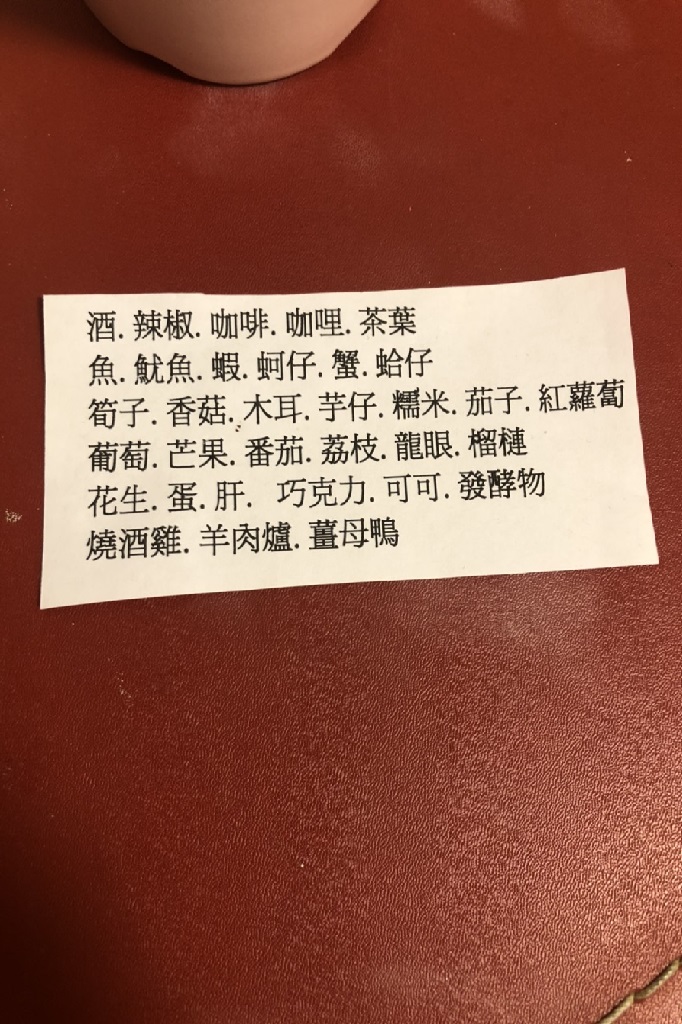 酒. 辣椒. 咖啡. 咖哩. 茶葉
魚. 魷魚. 蝦. 蚵仔. 蟹. 蛤仔
筍子. 香菇. 木耳. 芋仔. 糯米. 茄子. 紅蘿蔔
葡萄. 芒果. 番茄. 荔枝. 龍眼. 榴槤
花生. 蛋. 肝. 巧克力. 可可. 發酵物
燒酒雞. 羊肉爐. 薑母鴨